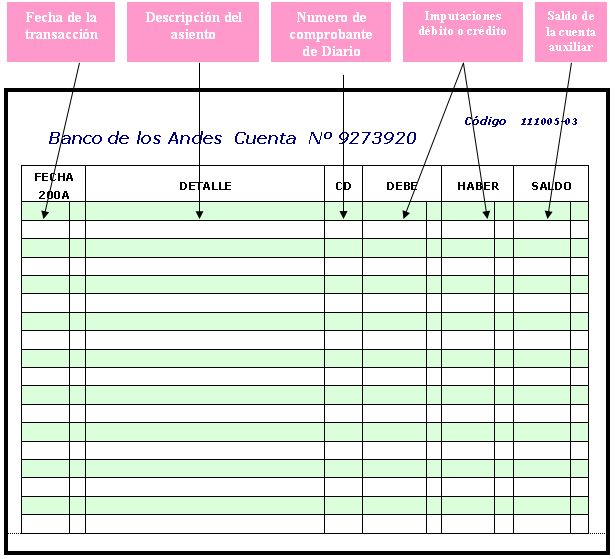 Fecha de la
transacción
Descripción del
asiento
Numero de
comprobante
de Diario
Imputaciones
débito o crédito
Saldo de
la cuenta
auxiliar
Código 111005-03
Banco de los Andes Cuenta Nº 9273920
FECHA
200A
DETALLE
CD
DEBE
HABER
SALDO